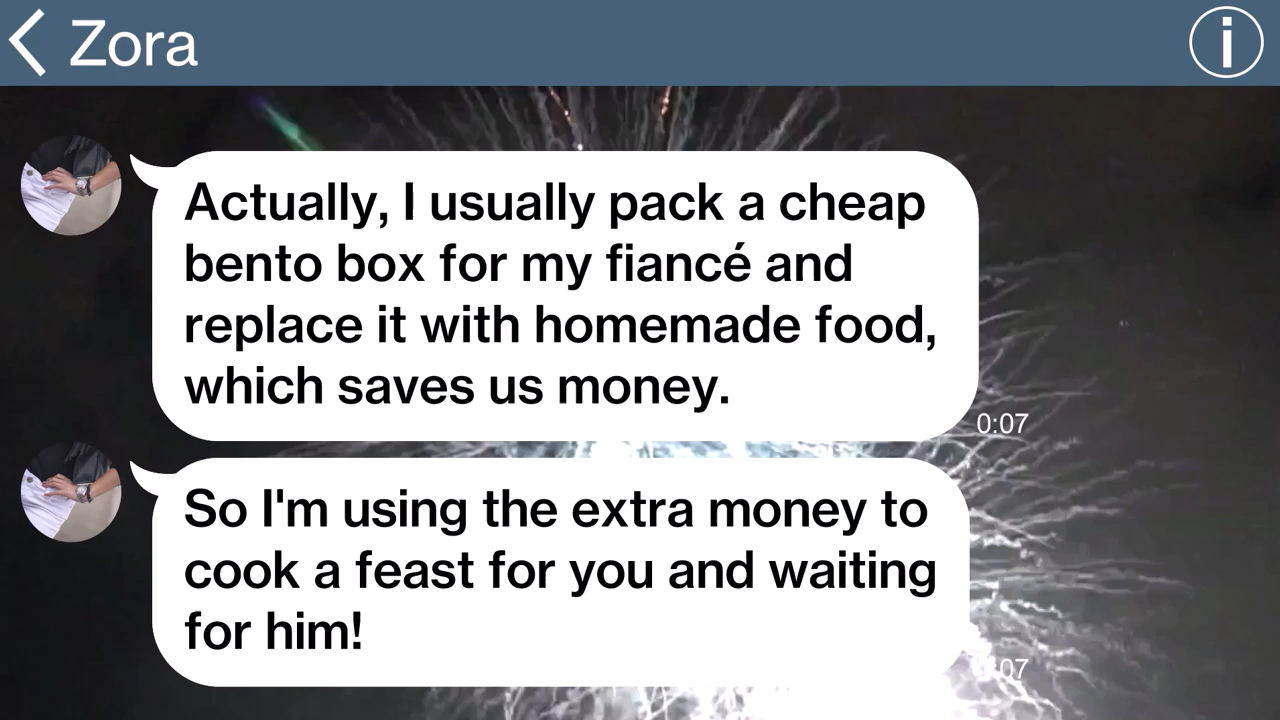 Zora
Actually, I usually pack a cheap
bento box for my fiancé and
replace it with homemade food,
which saves us money.
0:07
So I'm using the extra money to
cook a feast for you and waiting
for him!
:07